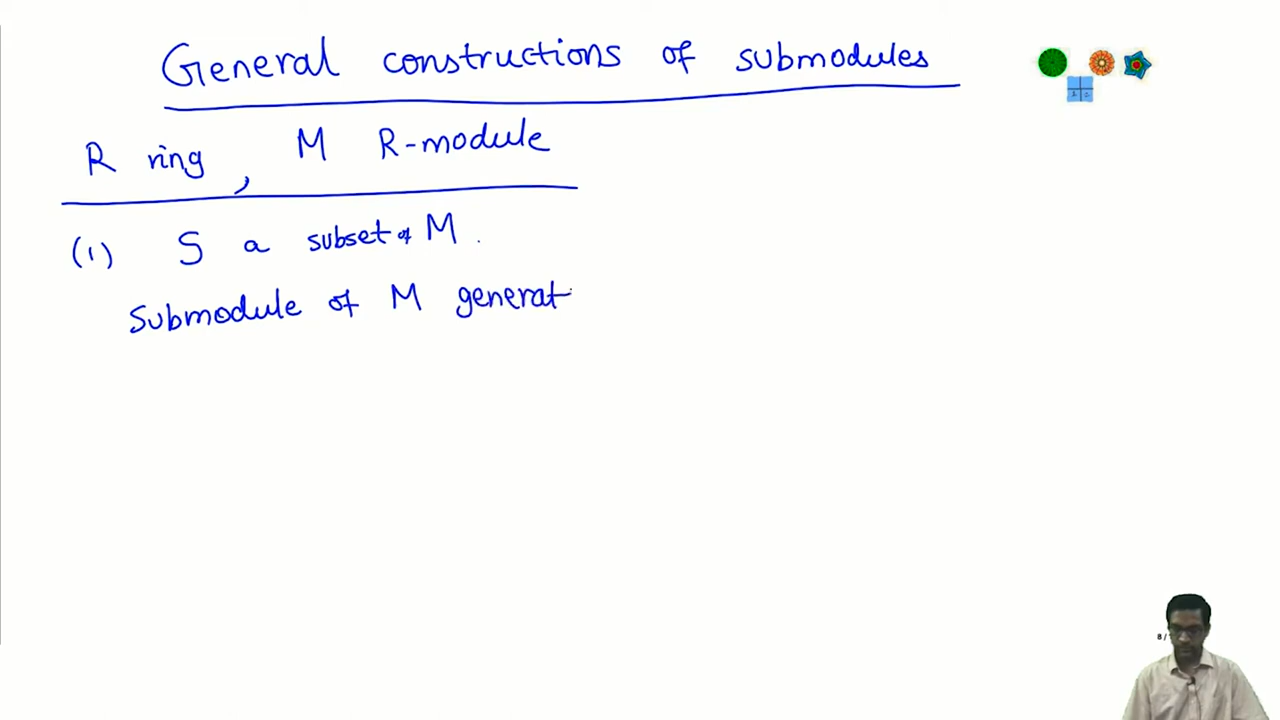 General constructions of submodules
R ring, M R-module
(1) S a subset of M.
Submodule of M generat